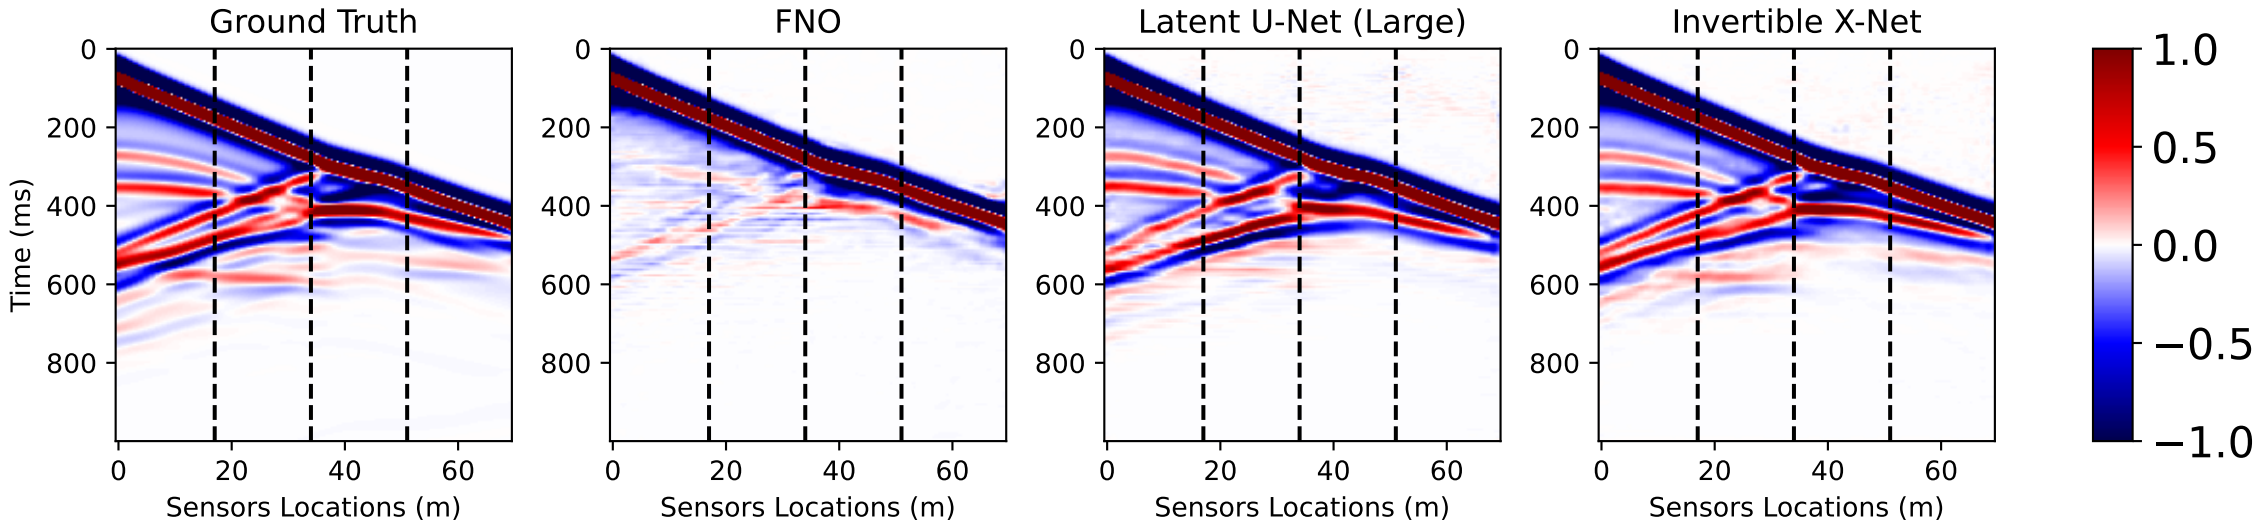 Ground Truth
FNO
Latent U-Net (Large)
Invertible X-Net
0
200
400
600
800
Time (ms)
0 20 40 60
Sensors Locations (m)
0
200
400
600
800
0 20 40 60
Sensors Locations (m)
0
200
400
600
800
0 20 40 60
Sensors Locations (m)
0
200
400
600
800
0 20 40 60
Sensors Locations (m)
1.0
0.5
0.0
−0.5
−1.0